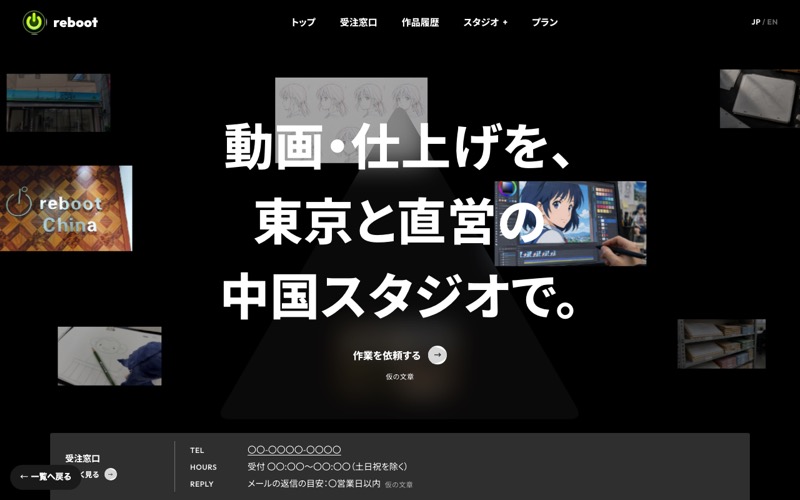 reboot
トップ
受注窓口
作品履歴
スタジオ +
プラン
JP / EN
reboot
China
動画・仕上げを、
東京と直営の
中国スタジオで。
作業を依頼する →
仮の文章
受注窓口
く見る →
← 一覧へ戻る
TEL 〇〇-〇〇〇〇-〇〇〇〇
HOURS 受付 〇〇:〇〇〜〇〇:〇〇（土日祝を除く）
REPLY メールの返信の目安：〇営業日以内 仮の文章